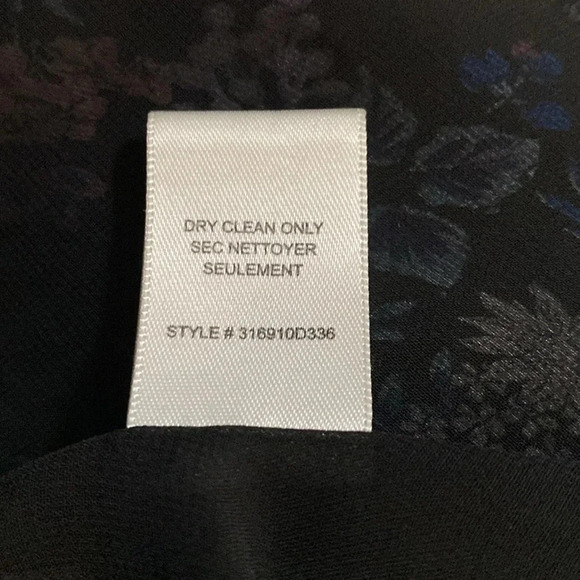 DRY CLEAN ONLY
SEC NETTOYER
SEULEMENT
STYLE # 316910D336